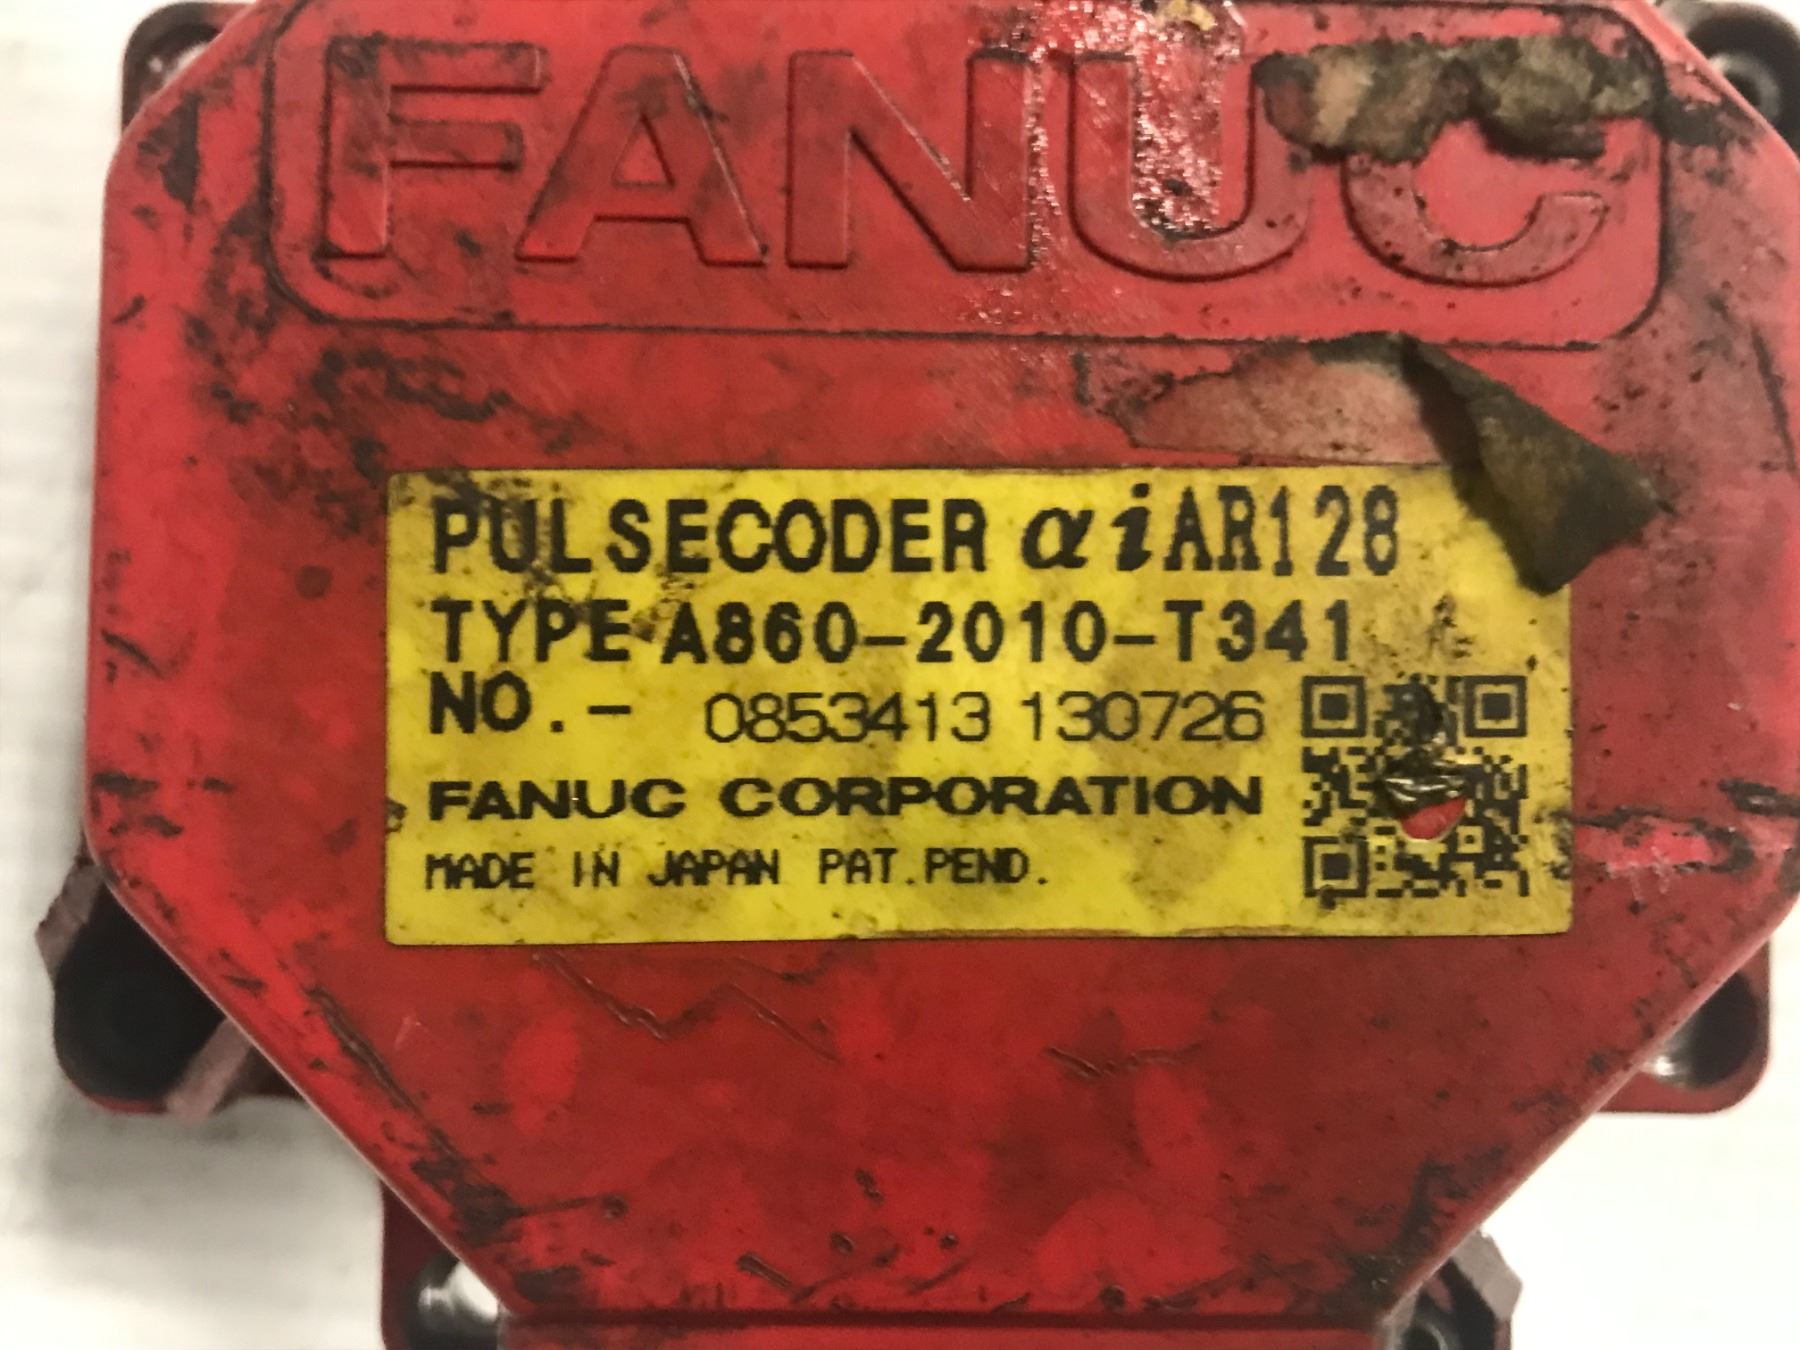 FANUC
PULSECODER αiAR128
TYPE A860-2010-T341
NO.- 0853413 130726
FANUC CORPORATION
MADE IN JAPAN PAT.PEND.